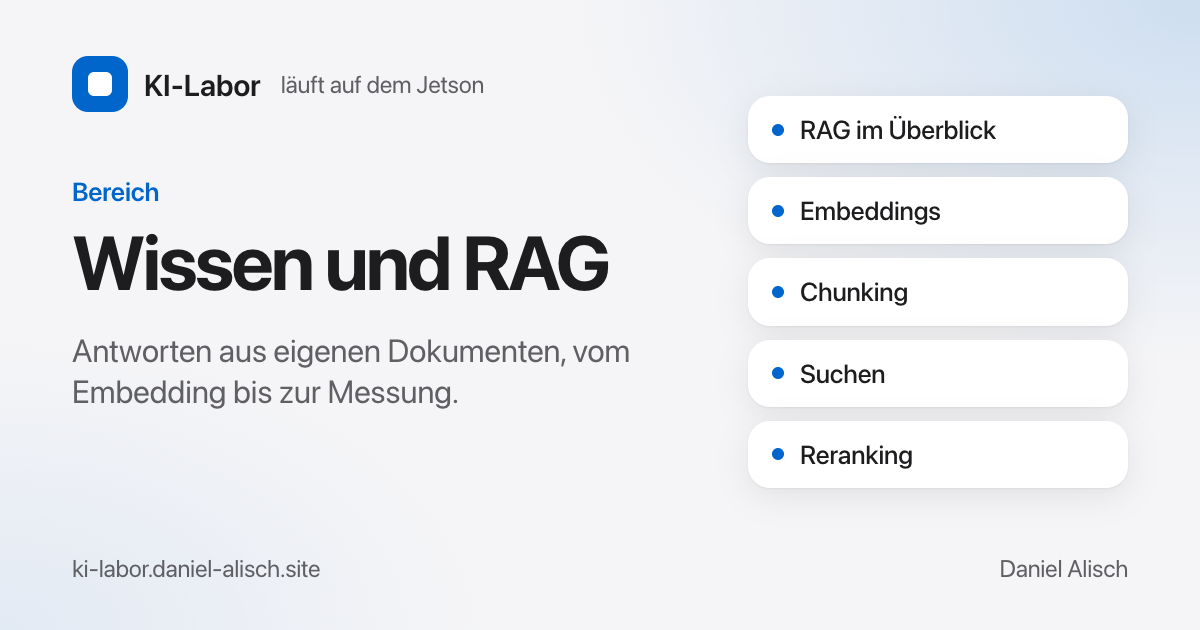 KI-Labor läuft auf dem Jetson
Bereich
Wissen und RAG
Antworten aus eigenen Dokumenten, vom
Embedding bis zur Messung.
RAG im Überblick
Embeddings
Chunking
Suchen
Reranking
ki-labor.daniel-alisch.site
Daniel Alisch